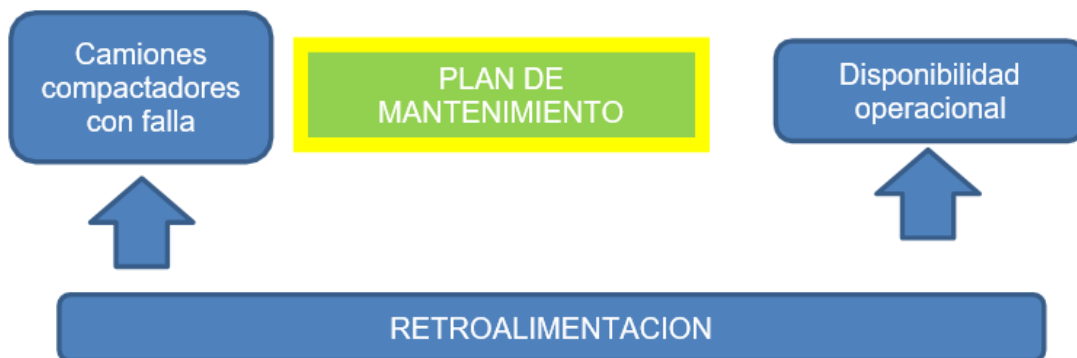 Camiones
compactadores
con falla
PLAN DE
MANTENIMIENTO
Disponibilidad
operacional
RETROALIMENTACION